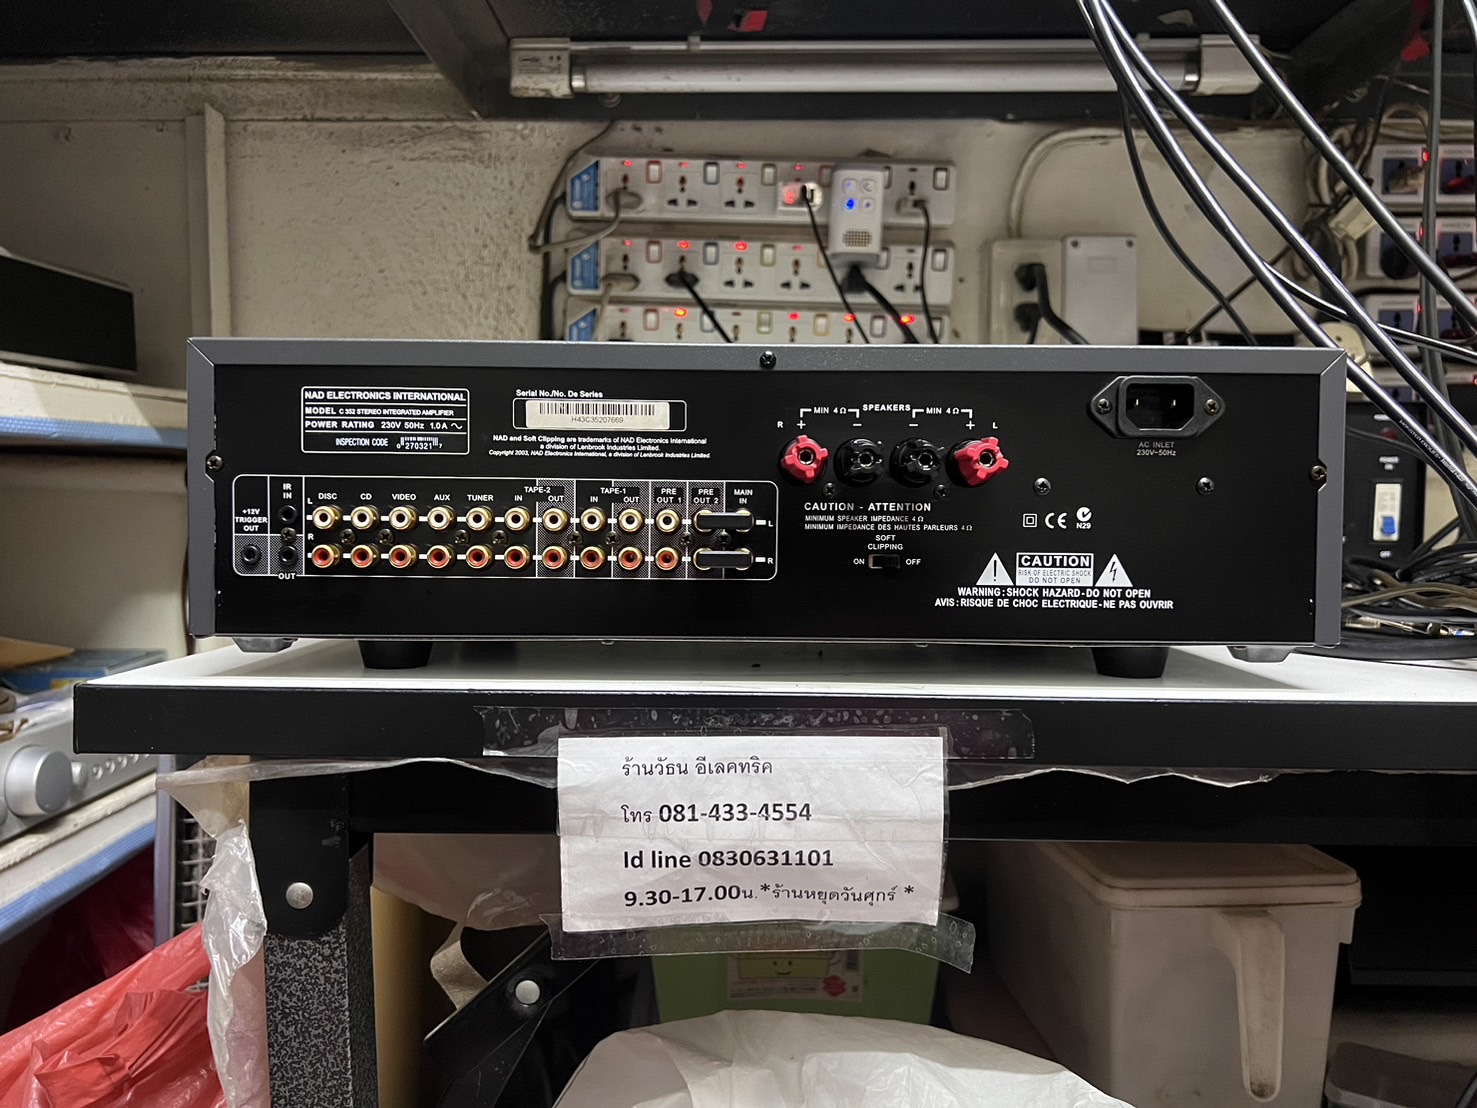 NAD ELECTRONICS INTERNATIONAL
MODEL C 352 STEREO INTEGRATED AMPLIFIER
POWER RATING 230V 50Hz 1.0A
INSPECTION CODE 270321
Serial No./No. De Series
H43C35207669
NAD and Soft Clipping are trademarks of NAD Electronics International
a division of Lenbrook Industries Limited.
Copyright 2003, NAD Electronics International, a division of Lenbrook Industries Limited.
R + MIN 4Ω − SPEAKERS − MIN 4Ω + L
AC INLET
230V~50Hz
+12V
TRIGGER
OUT
IR
IN
OUT
L
R
DISC
CD
VIDEO
AUX
TUNER
TAPE-2
IN
OUT
TAPE-1
IN
OUT
PRE
OUT 1
PRE
OUT 2
MAIN
IN
L
R
CAUTION - ATTENTION
MINIMUM SPEAKER IMPEDANCE 4 Ω
MINIMUM IMPEDANCE DES HAUTES PARLEURS 4 Ω
SOFT
CLIPPING
ON OFF
CE
N29
CAUTION
RISK OF ELECTRIC SHOCK
DO NOT OPEN
WARNING: SHOCK HAZARD-DO NOT OPEN
AVIS: RISQUE DE CHOC ELECTRIQUE-NE PAS OUVRIR
POWER
ON
OFF
ร้านวัธน อีเลคทริค
โทร 081-433-4554
Id line 0830631101
9.30-17.00น. *ร้านหยุดวันศุกร์ *